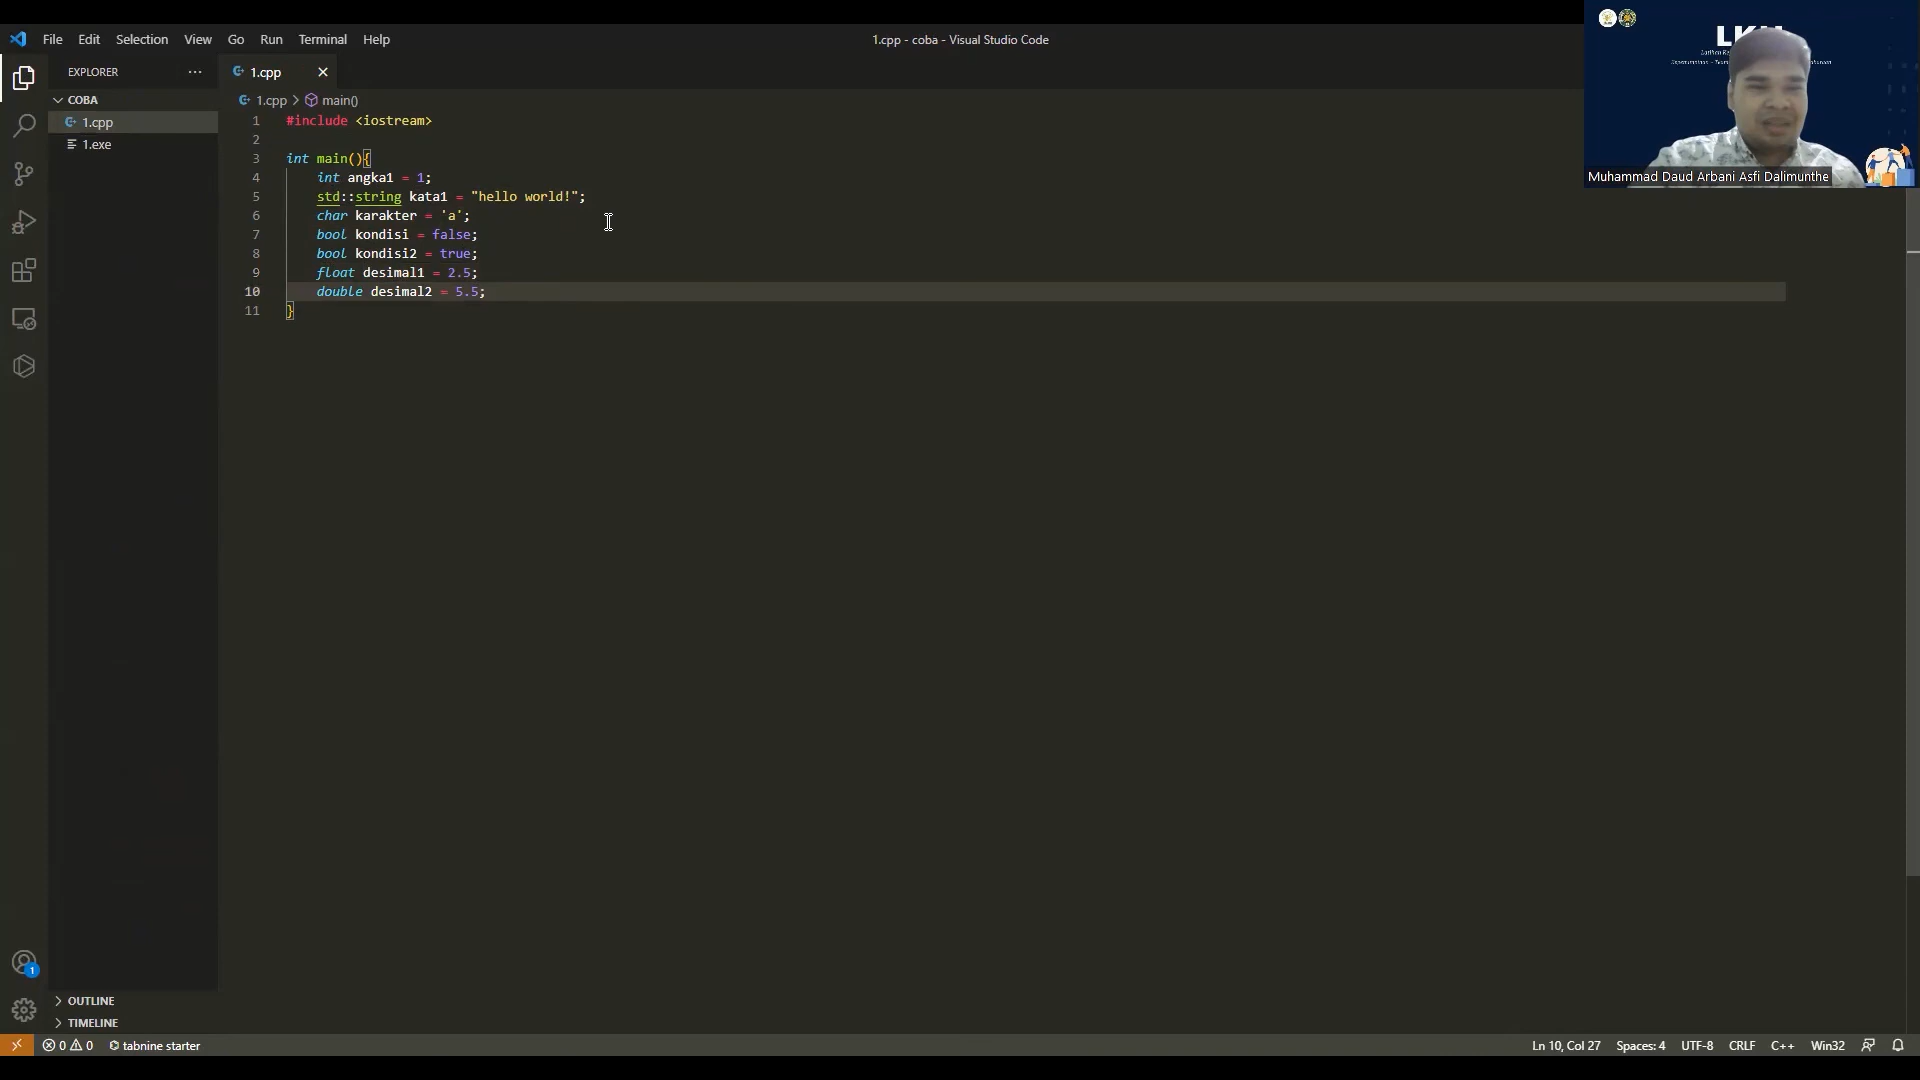 File Edit Selection View Go Run Terminal Help
1.cpp - coba - Visual Studio Code
EXPLORER ···
1.cpp
COBA
1.cpp
1.exe
1.cpp > main()
1 #include <iostream>
2
3 int main(){
4 int angka1 = 1;
5 std::string kata1 = "hello world!";
6 char karakter = 'a';
7 bool kondisi = false;
8 bool kondisi2 = true;
9 float desimal1 = 2.5;
10 double desimal2 = 5.5;
11 }
Muhammad Daud Arbani Asfi Dalimunthe
1
OUTLINE
TIMELINE
0 0 tabnine starter
Ln 10, Col 27 Spaces: 4 UTF-8 CRLF C++ Win32